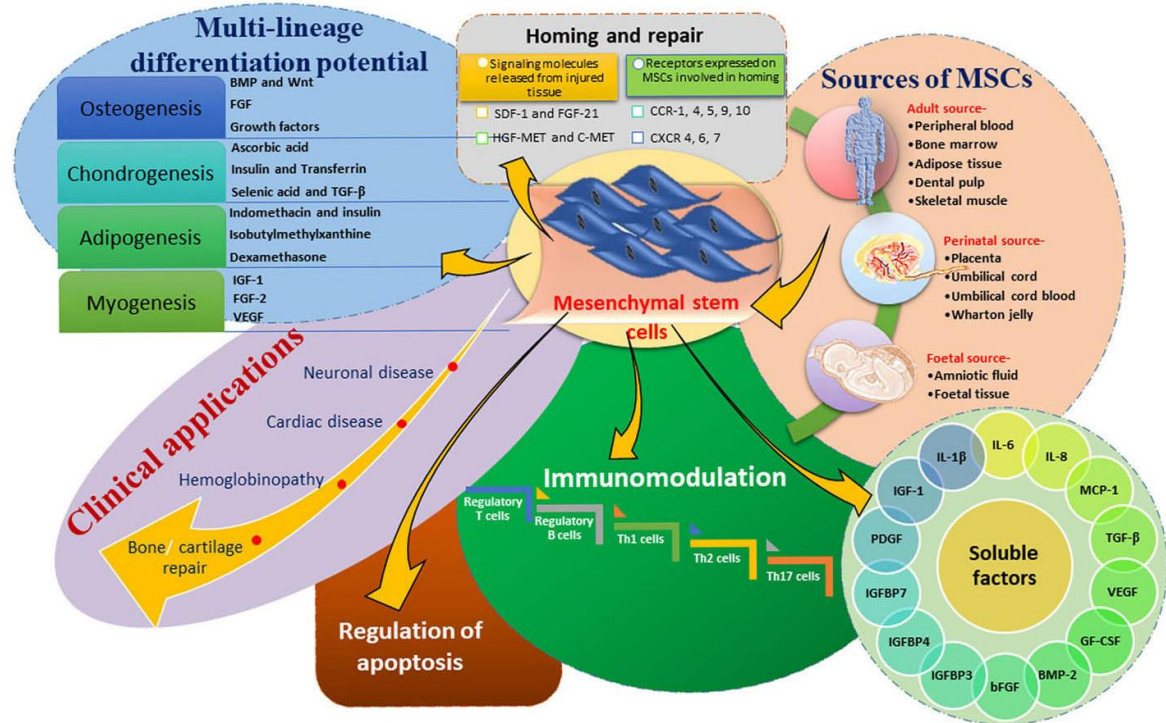 Multi-lineage
differentiation potential
Osteogenesis
BMP and Wnt
FGF
Growth factors
Chondrogenesis
Ascorbic acid
Insulin and Transferrin
Selenic acid and TGF-β
Adipogenesis
Indomethacin and insulin
Isobutylmethylxanthine
Dexamethasone
Myogenesis
IGF-1
FGF-2
VEGF
Homing and repair
Signaling molecules
released from injured
tissue
SDF-1 and FGF-21
HGF-MET and C-MET
Receptors expressed on
MSCs involved in homing
CCR-1, 4, 5, 9, 10
CXCR 4, 6, 7
Sources of MSCs
Adult source-
•Peripheral blood
•Bone marrow
•Adipose tissue
•Dental pulp
•Skeletal muscle
Perinatal source-
•Placenta
•Umbilical cord
•Umbilical cord blood
•Wharton jelly
Foetal source-
•Amniotic fluid
•Foetal tissue
Mesenchymal stem
cells
Clinical applications
Neuronal disease
Cardiac disease
Hemoglobinopathy
Bone/ cartilage
repair
Regulation of
apoptosis
Immunomodulation
Regulatory
T cells
Regulatory
B cells
Th1 cells
Th2 cells
Th17 cells
Soluble
factors
IL-6
IL-8
MCP-1
TGF-β
VEGF
GF-CSF
BMP-2
bFGF
IGFBP3
IGFBP4
IGFBP7
PDGF
IGF-1
IL-1β